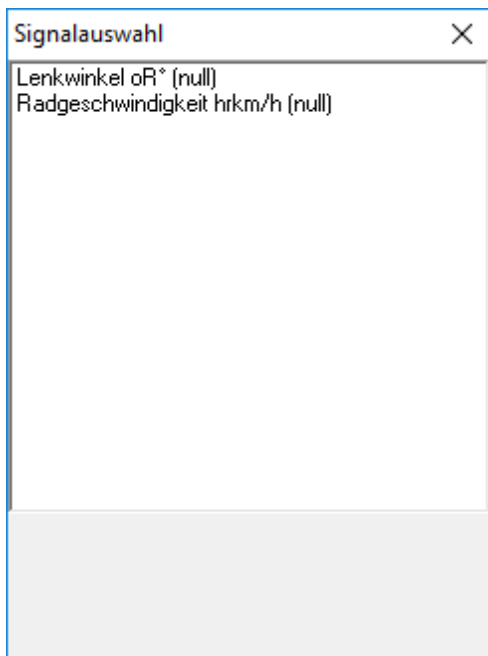 Signalauswahl
Lenkwinkel oR° (null)
Radgeschwindigkeit hrkm/h (null)